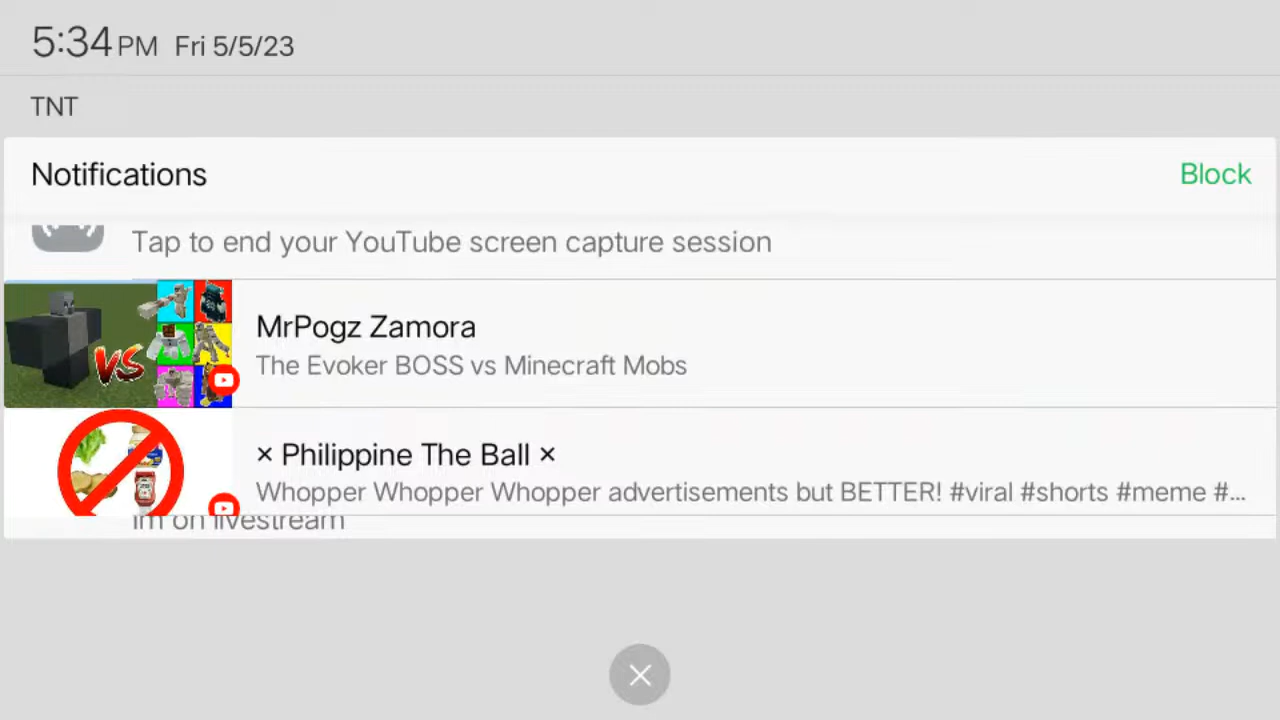 5:34 PM Fri 5/5/23
TNT
Notifications
Block
Tap to end your YouTube screen capture session
VS
MrPogz Zamora
The Evoker BOSS vs Minecraft Mobs
× Philippine The Ball ×
Whopper Whopper Whopper advertisements but BETTER! #viral #shorts #meme #...
im on livestream